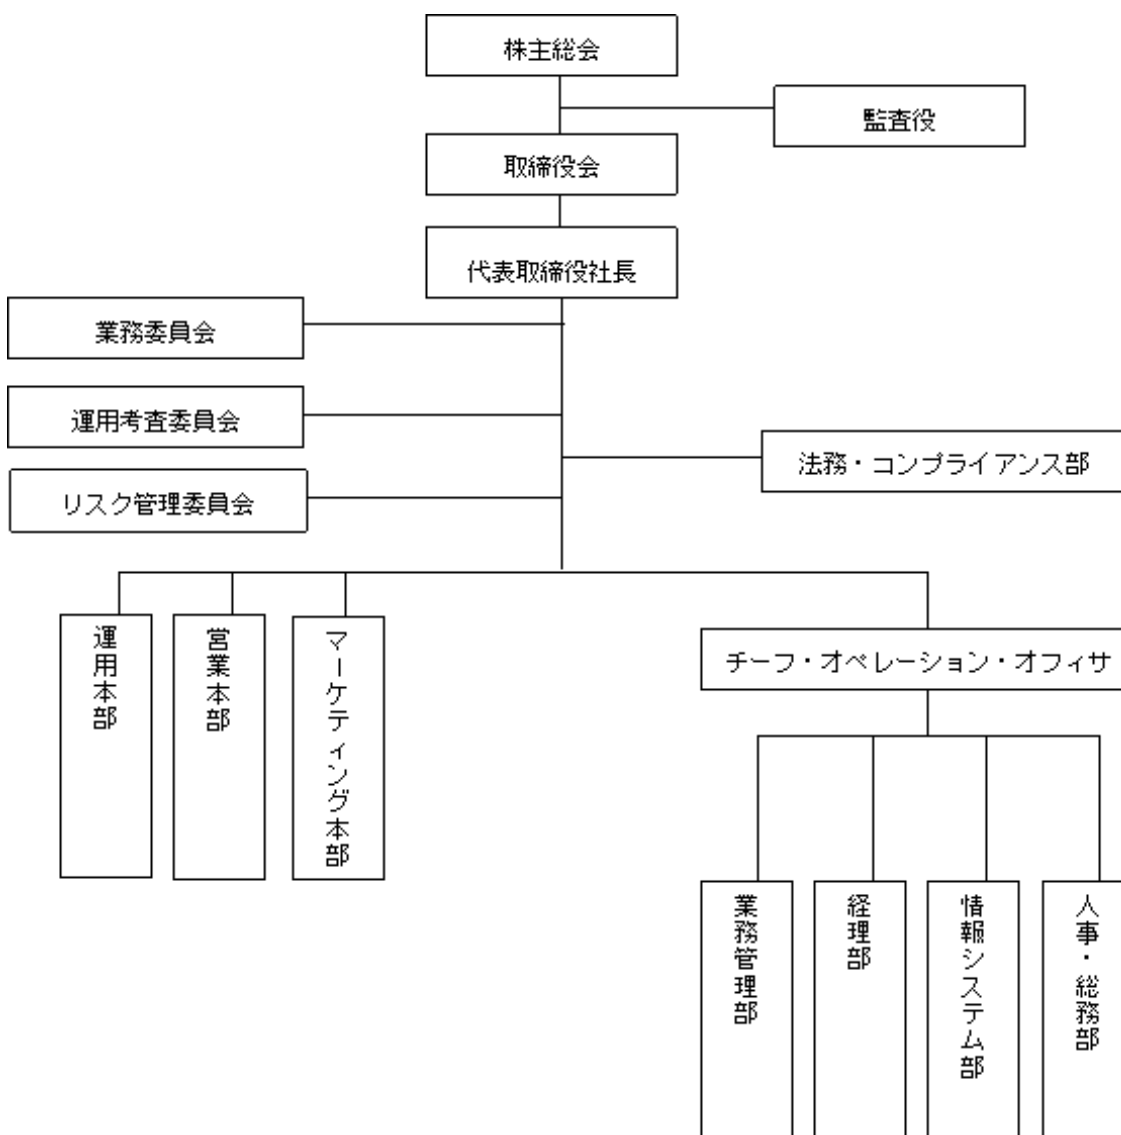 株主総会
監査役
取締役会
代表取締役社長
業務委員会
運用考査委員会
法務・コンプライアンス部
リスク管理委員会
運用本部
営業本部
マーケティング本部
チーフ・オペレーション・オフィサ
業務管理部
経理部
情報システム部
人事・総務部